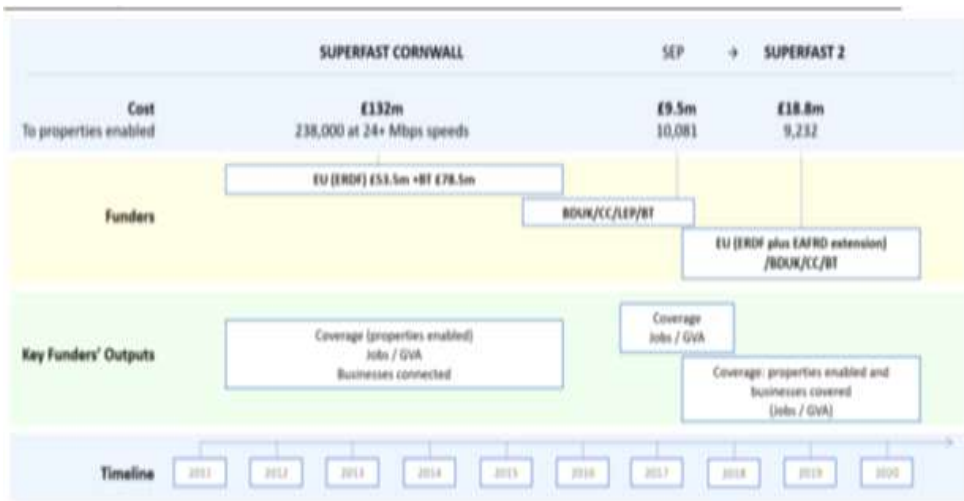 SUPERFAST CORNWALL SEP → SUPERFAST 2
Cost £132m £9.5m £18.8m
To properties enabled 238,000 at 24+ Mbps speeds 10,081 9,232
EU (ERDF) £53.5m +BT £78.5m
Funders
BDUK/CC/LEP/BT
EU (ERDF plus EAFRD extension)
/BDUK/CC/BT
Key Funders' Outputs
Coverage (properties enabled)
Jobs / GVA
Businesses connected
Coverage
Jobs / GVA
Coverage: properties enabled and
businesses covered
(Jobs / GVA)
Timeline 2011 2012 2013 2014 2015 2016 2017 2018 2019 2020